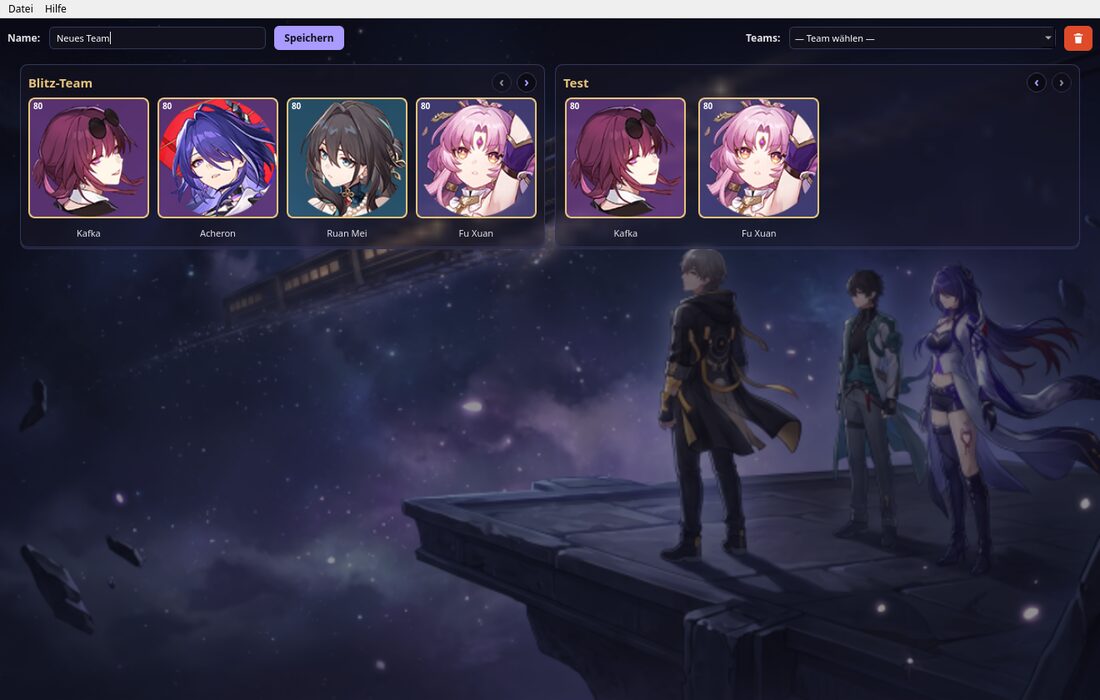 Datei Hilfe
Name: Neues Team Speichern Teams: — Team wählen —
Blitz-Team ‹ ›
80 80 80 80
Kafka Acheron Ruan Mei Fu Xuan
Test ‹ ›
80 80
Kafka Fu Xuan